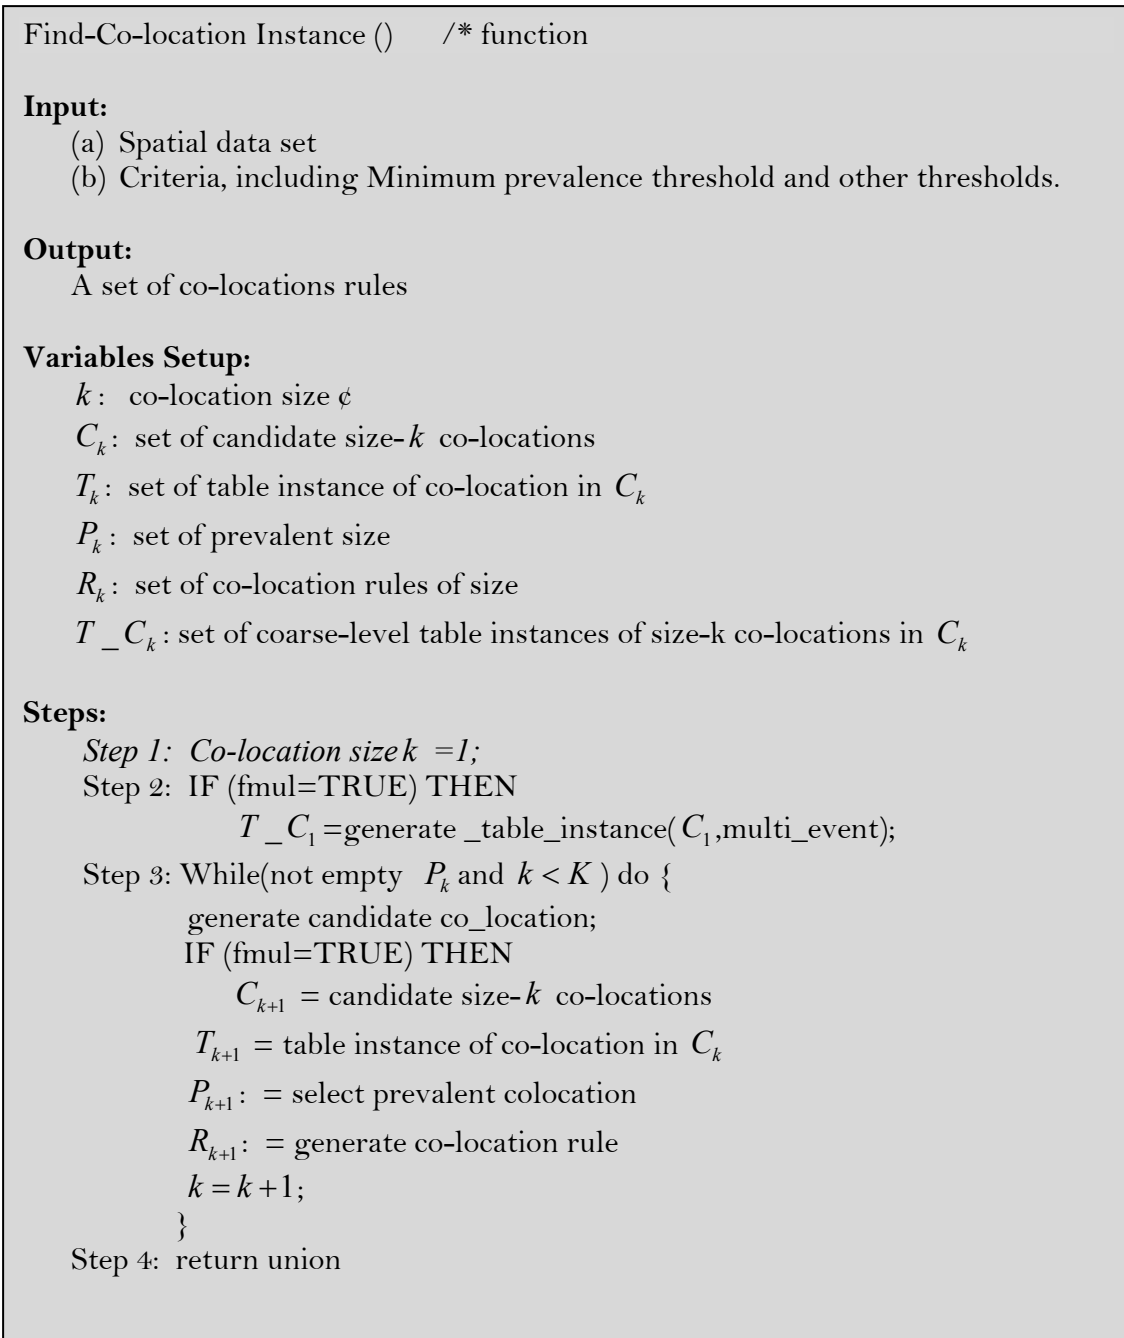 Find-Co-location Instance () /* function
Input:
(a) Spatial data set
(b) Criteria, including Minimum prevalence threshold and other thresholds.
Output:
A set of co-locations rules
Variables Setup:
k : co-location size ¢
C_k : set of candidate size-k co-locations
T_k : set of table instance of co-location in C_k
P_k : set of prevalent size
R_k : set of co-location rules of size
T _ C_k : set of coarse-level table instances of size-k co-locations in C_k
Steps:
Step 1: Co-location size k =1;
Step 2: IF (fmul=TRUE) THEN
T _ C_1 =generate _table_instance( C_1 ,multi_event);
Step 3: While(not empty P_k and k < K ) do {
generate candidate co_location;
IF (fmul=TRUE) THEN
C_{k+1} = candidate size-k co-locations
T_{k+1} = table instance of co-location in C_k
P_{k+1} : = select prevalent colocation
R_{k+1} : = generate co-location rule
k = k +1;
}
Step 4: return union